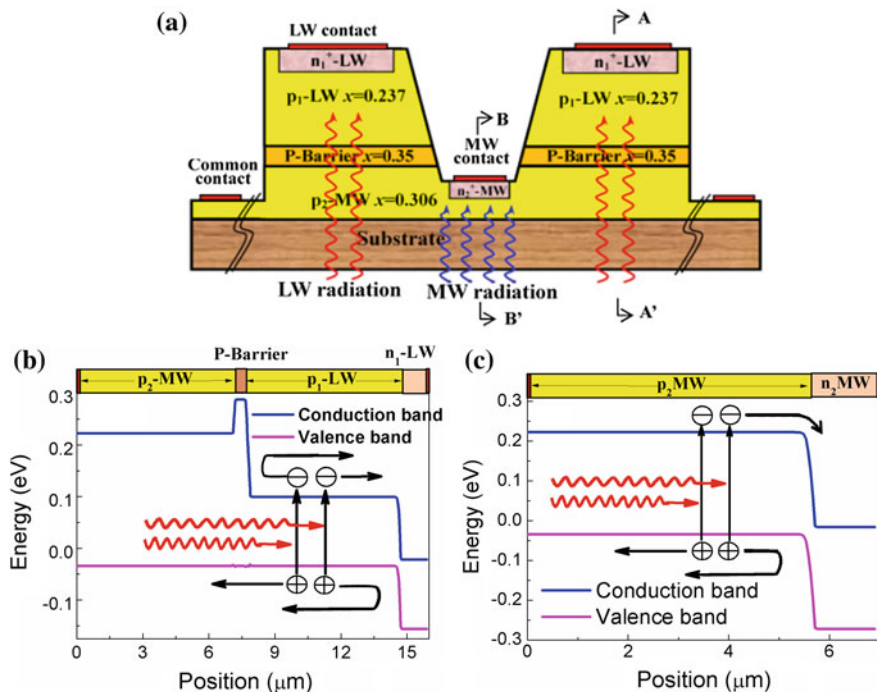 (a)
LW contact
A
n₁⁺-LW
n₁⁺-LW
p₁-LW x=0.237
B
p₁-LW x=0.237
MW
contact
P-Barrier x=0.35
P-Barrier x=0.35
Common
contact
n₂⁺-MW
p₂-MW x=0.306
Substrate
LW radiation
MW radiation
B'
A'
(b)
P-Barrier
n₁-LW
p₂-MW
p₁-LW
0.3
0.2
0.1
0.0
-0.1
Energy (eV)
Conduction band
Valence band
0
3
6
9
12
15
Position (μm)
(c)
p₂MW
n₂MW
0.3
0.2
0.1
0.0
-0.1
-0.2
-0.3
Energy (eV)
Conduction band
Valence band
0
2
4
6
Position (μm)